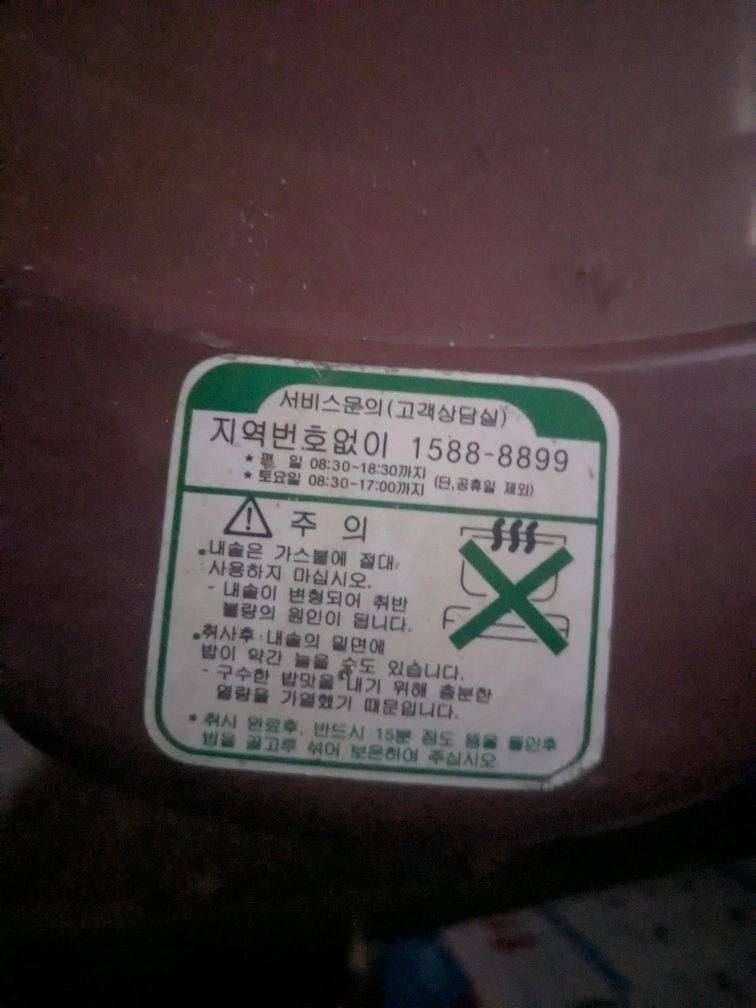 서비스문의(고객상담실)
지역번호없이 1588-8899
★ 평 일 08:30~18:30까지
★ 토요일 08:30~17:00까지 (단,공휴일 제외)
주 의
•내솥은 가스불에 절대
사용하지 마십시오.
- 내솥이 변형되어 취반
불량의 원인이 됩니다.
•취사후 내솥의 밑면에
밥이 약간 눌을 수도 있습니다.
- 구수한 밥맛을 내기 위해 충분한
열량을 가열했기 때문입니다.
• 취사 완료후, 반드시 15분 정도 뜸을 들인후
밥을 골고루 섞어 보온하여 주십시오.